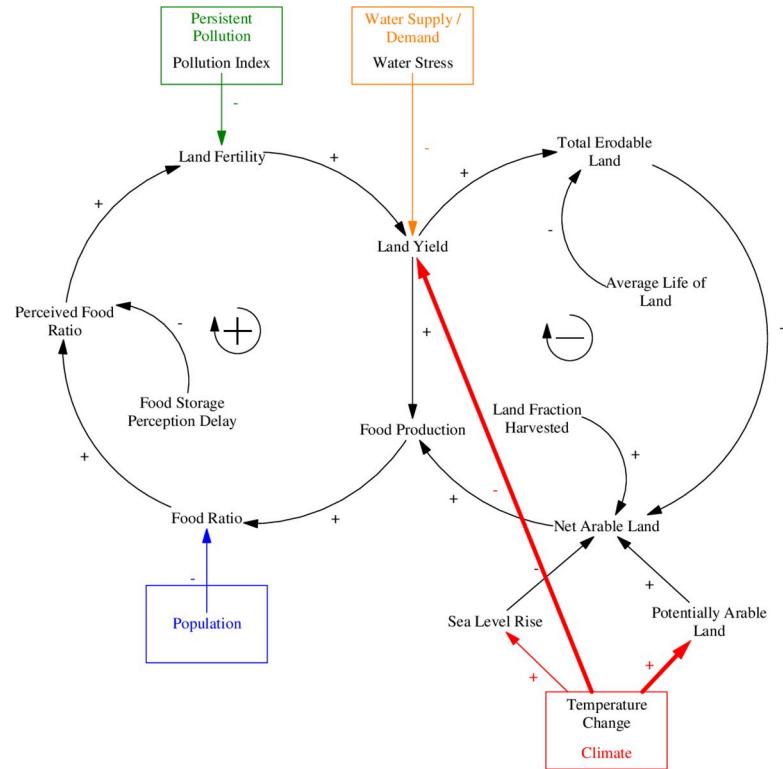 Persistent
Pollution
Pollution Index
Water Supply /
Demand
Water Stress
-
-
Land Fertility
+
+
Total Erodable
Land
+
Land Yield
-
Average Life of
Land
Perceived Food
Ratio
-
+
+
-
-
Food Storage
Perception Delay
Land Fraction
Harvested
Food Production
+
+
-
+
Food Ratio
+
Net Arable Land
-
-
+
Population
Sea Level Rise
Potentially Arable
Land
+
+
Temperature
Change
Climate